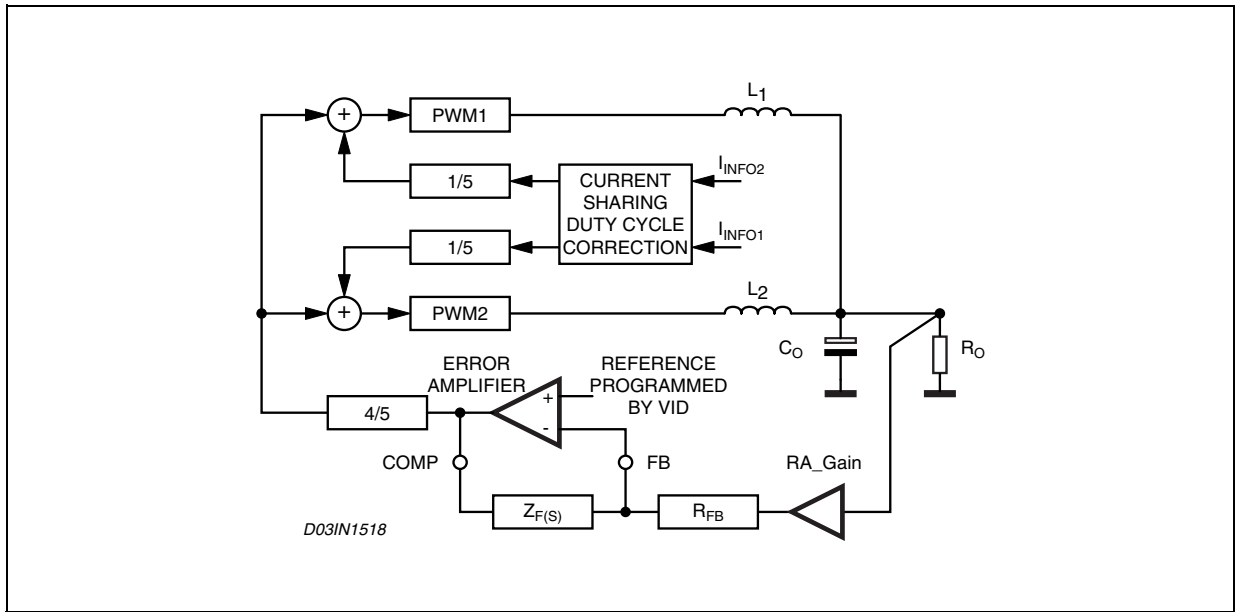 L1
PWM1
IINFO2
1/5
CURRENT
SHARING
DUTY CYCLE
CORRECTION
IINFO1
1/5
L2
PWM2
CO
RO
ERROR
AMPLIFIER
REFERENCE
PROGRAMMED
BY VID
+
-
4/5
COMP
FB
RA_Gain
ZF(S)
RFB
D03IN1518
+
+